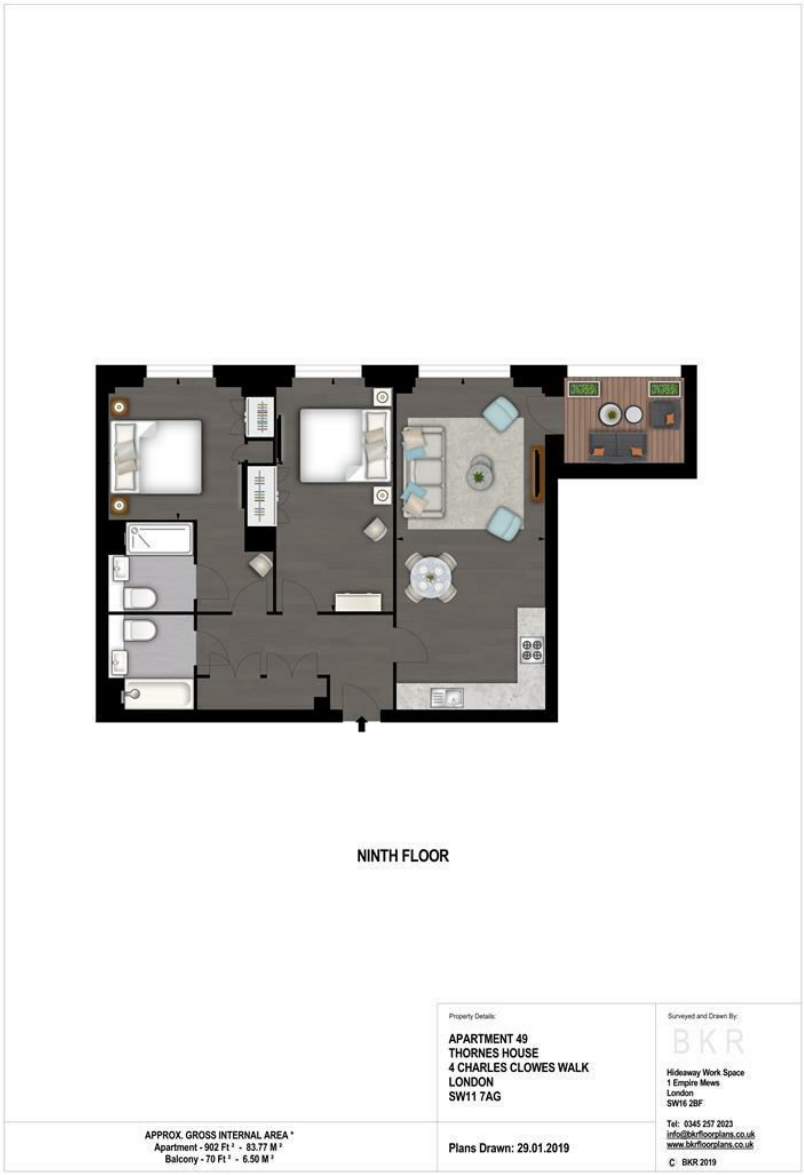 NINTH FLOOR
Property Details:
APARTMENT 49
THORNES HOUSE
4 CHARLES CLOWES WALK
LONDON
SW11 7AG
Plans Drawn: 29.01.2019
Surveyed and Drawn By:
BKR
Hideaway Work Space
1 Empire Mews
London
SW16 2BF
Tel: 0345 257 2023
info@bkrfloorplans.co.uk
www.bkrfloorplans.co.uk
© BKR 2019
APPROX. GROSS INTERNAL AREA *
Apartment - 902 Ft ² - 83.77 M ²
Balcony - 70 Ft ² - 6.50 M ²